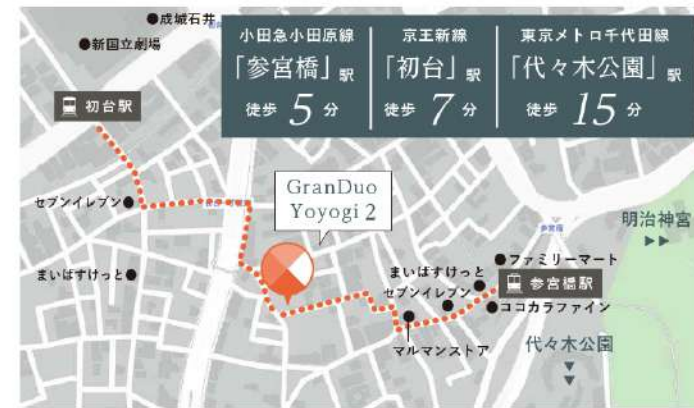 ●成城石井
●新国立劇場
小田急小田原線
「参宮橋」駅
徒歩 5 分
京王新線
「初台」駅
徒歩 7 分
東京メトロ千代田線
「代々木公園」駅
徒歩 15 分
初台駅
セブンイレブン●
GranDuo
Yoyogi 2
明治神宮
▶▶
参宮橋
●ファミリーマート
まいばすけっと●
まいばすけっと
セブンイレブン
参宮橋駅
●ココカラファイン
マルマンストア
代々木公園
▼
▼